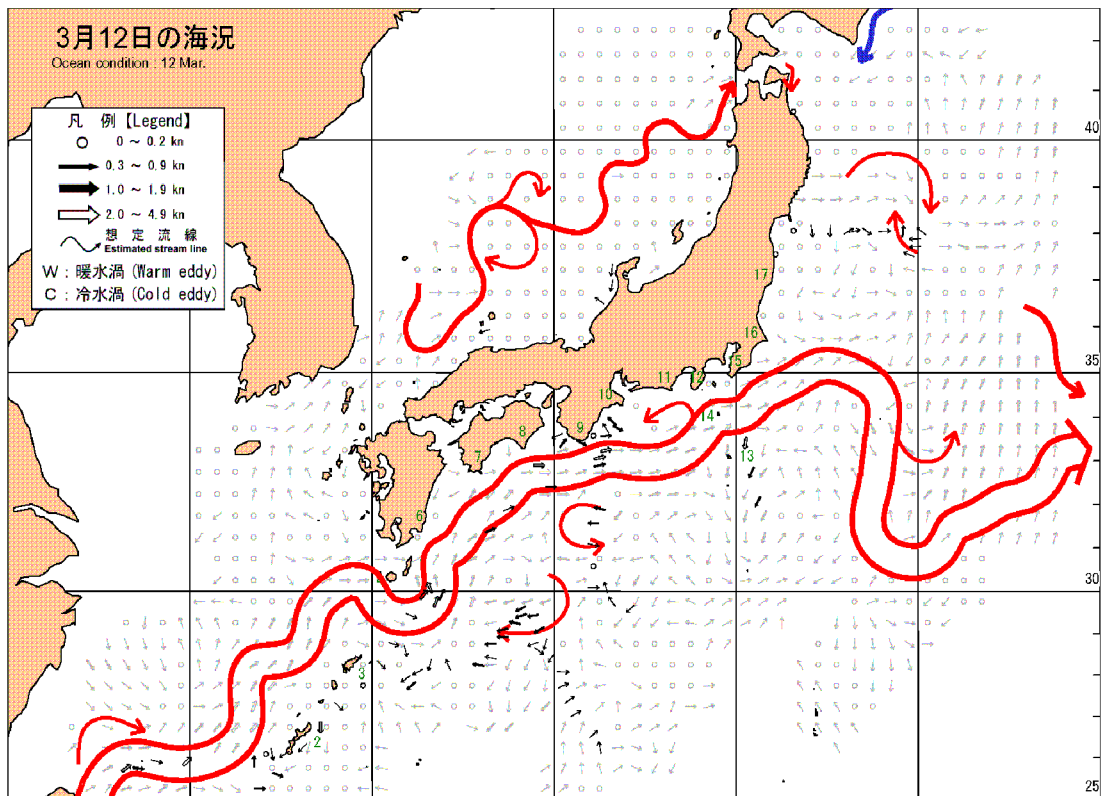 3月12日の海況
Ocean condition : 12 Mar.
凡 例【Legend】
0 ~ 0.2 kn
0.3 ~ 0.9 kn
1.0 ~ 1.9 kn
2.0 ~ 4.9 kn
想 定 流 線
Estimated stream line
W : 暖水渦 (Warm eddy)
C : 冷水渦 (Cold eddy)
40
17
16
35
15
12
11
10
14
9
8
13
7
6
30
3
2
25